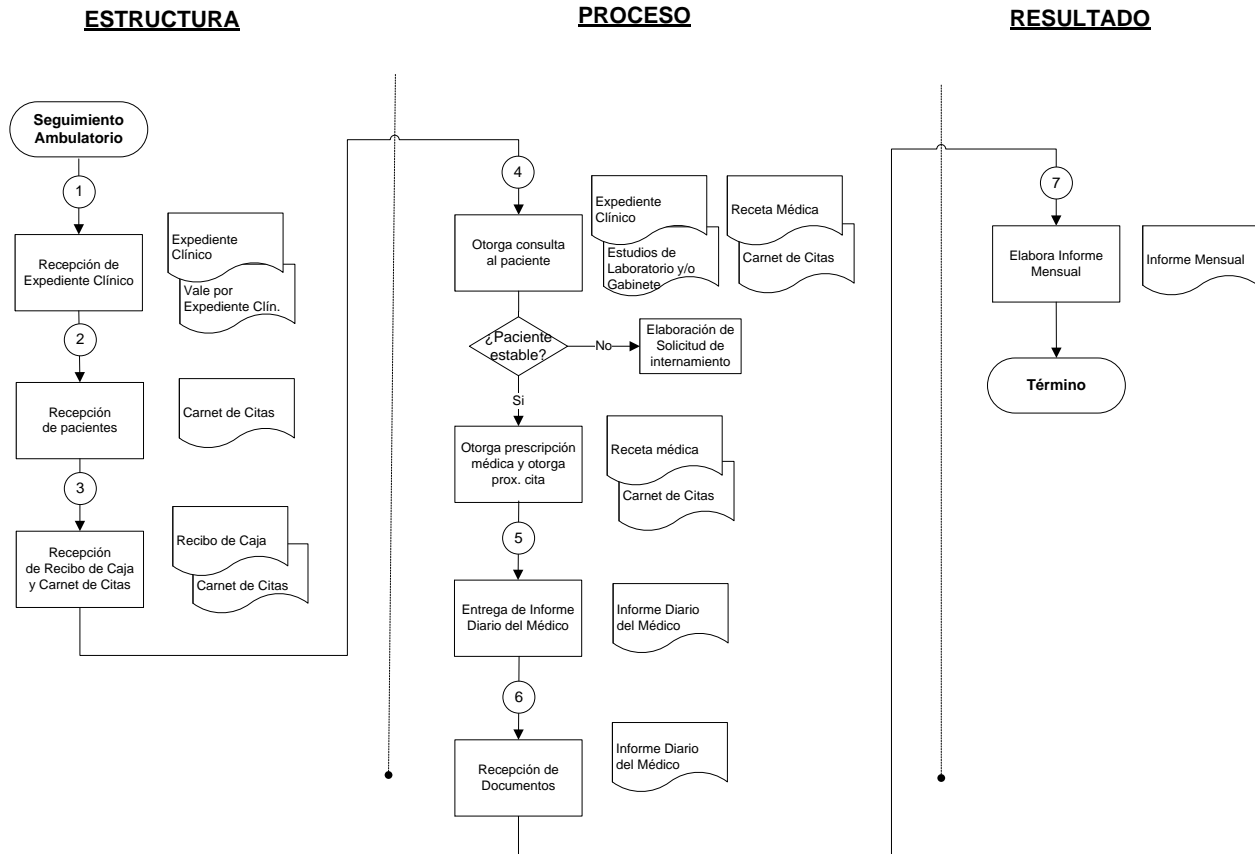 ESTRUCTURA
PROCESO
RESULTADO
Seguimiento
Ambulatorio
1
Recepción de
Expediente Clínico
Expediente
Clínico
Vale por
Expediente Clín.
2
Recepción
de pacientes
Carnet de Citas
3
Recepción
de Recibo de Caja
y Carnet de Citas
Recibo de Caja
Carnet de Citas
4
Otorga consulta
al paciente
Expediente
Clínico
Estudios de
Laboratorio y/o
Gabinete
Receta Médica
Carnet de Citas
¿Paciente
estable?
No
Elaboración de
Solicitud de
internamiento
Si
Otorga prescripción
médica y otorga
prox. cita
Receta médica
Carnet de Citas
5
Entrega de Informe
Diario del Médico
Informe Diario
del Médico
6
Recepción de
Documentos
Informe Diario
del Médico
7
Elabora Informe
Mensual
Informe Mensual
Término